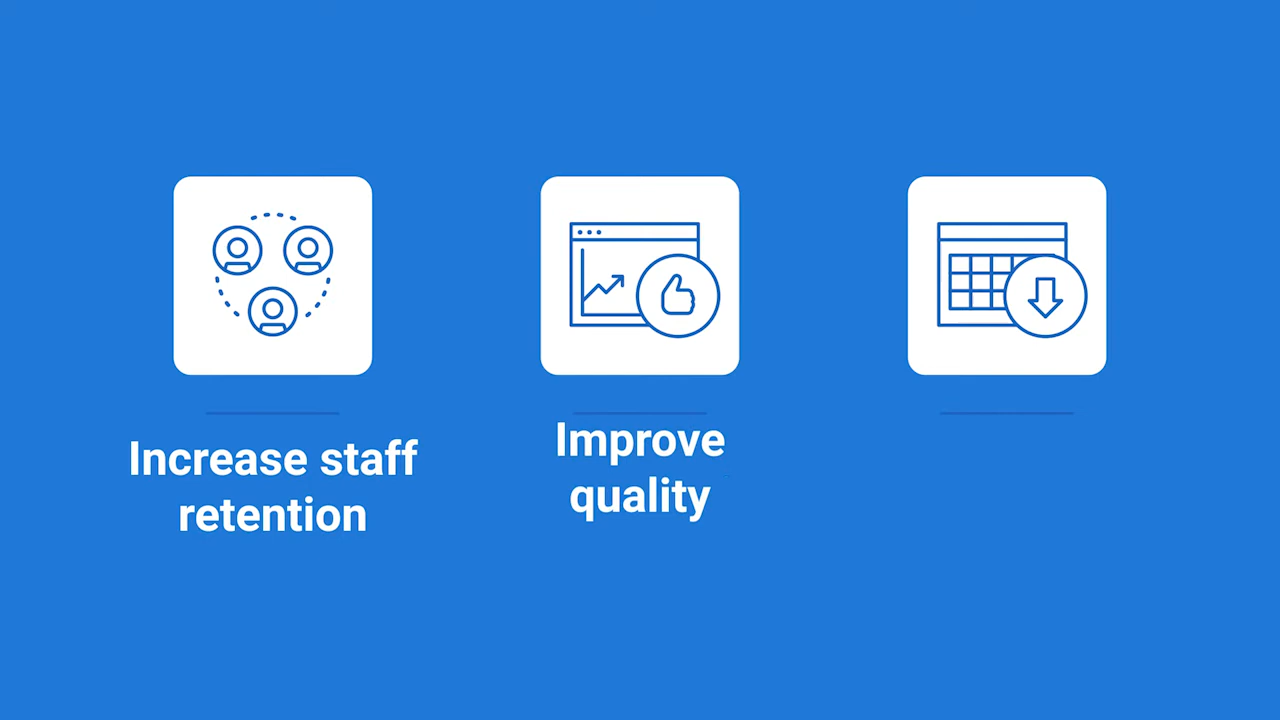 Increase staff
retention
Improve
quality